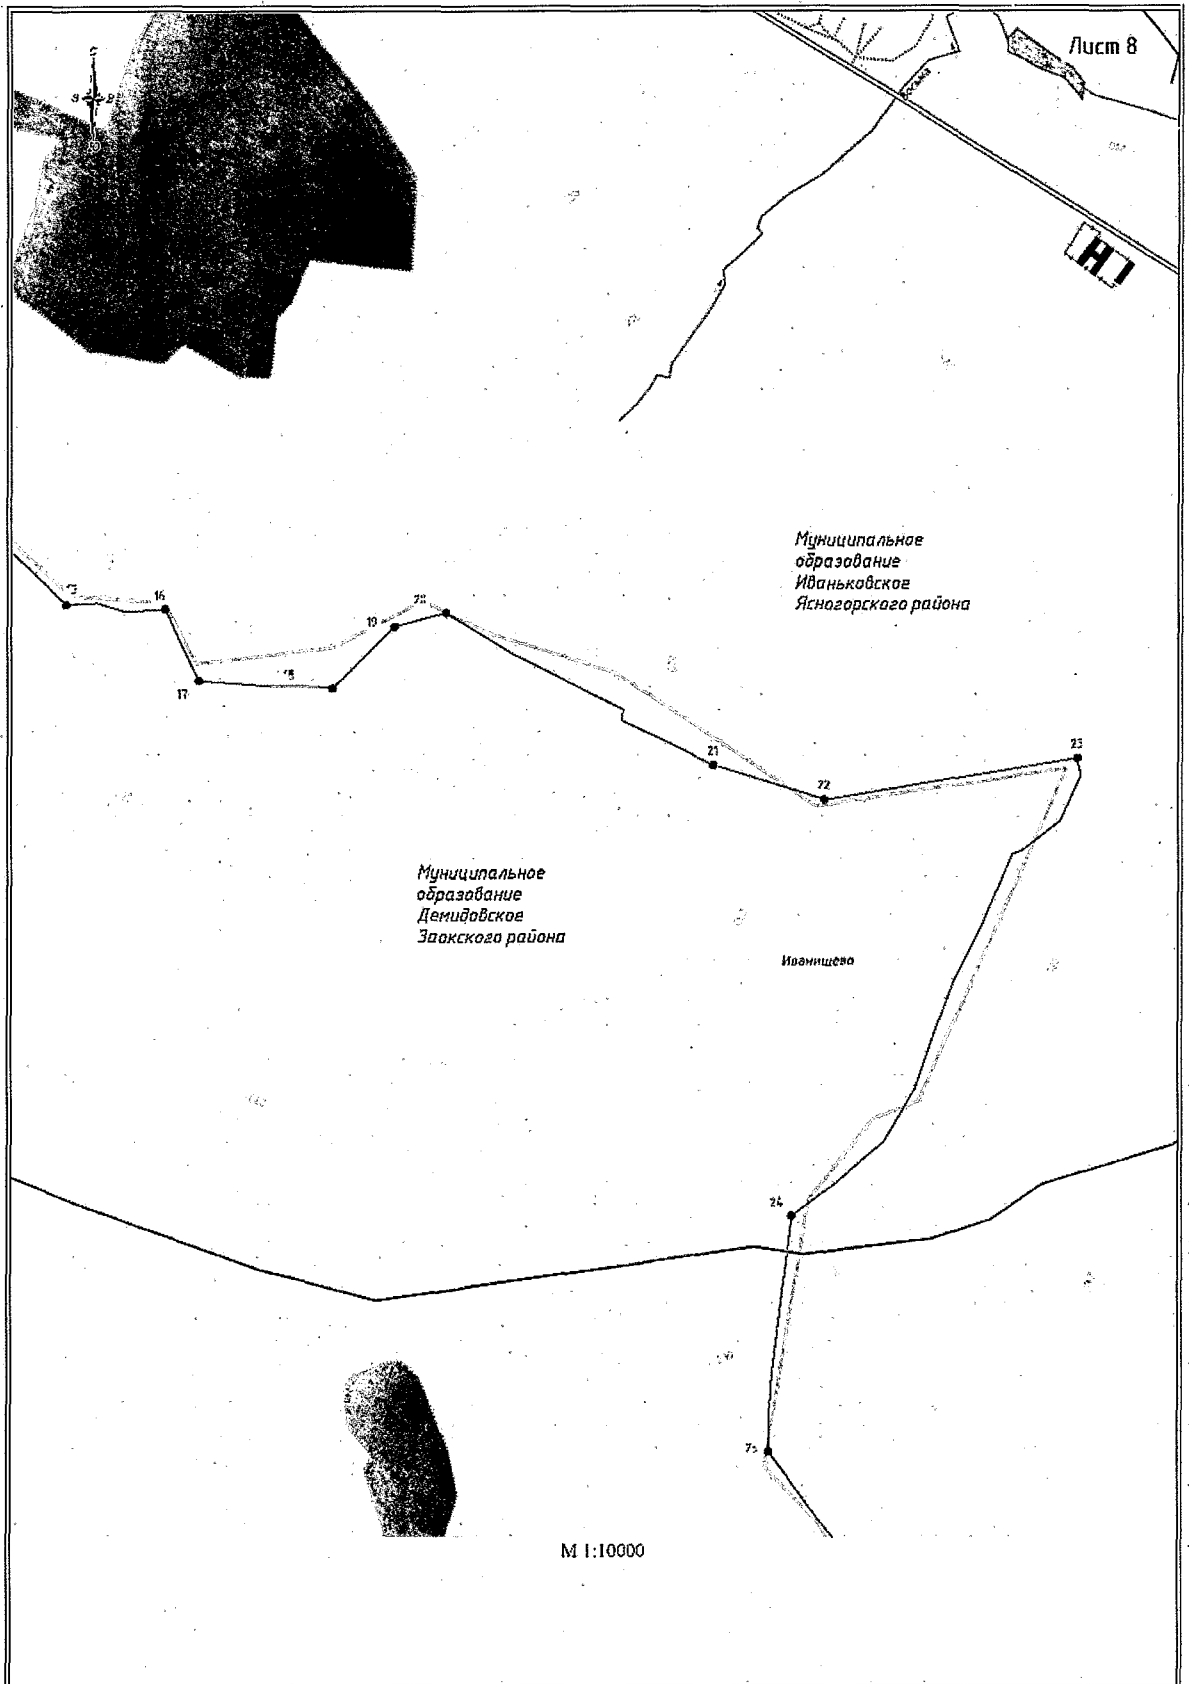 Лист 8
С
З В
Муниципальное
образование
Иваньковское
Ясногорского района
16
20
19
17
18
21
22
23
Муниципальное
образование
Демидовское
Заокского района
Иванищево
24
25
М 1:10000